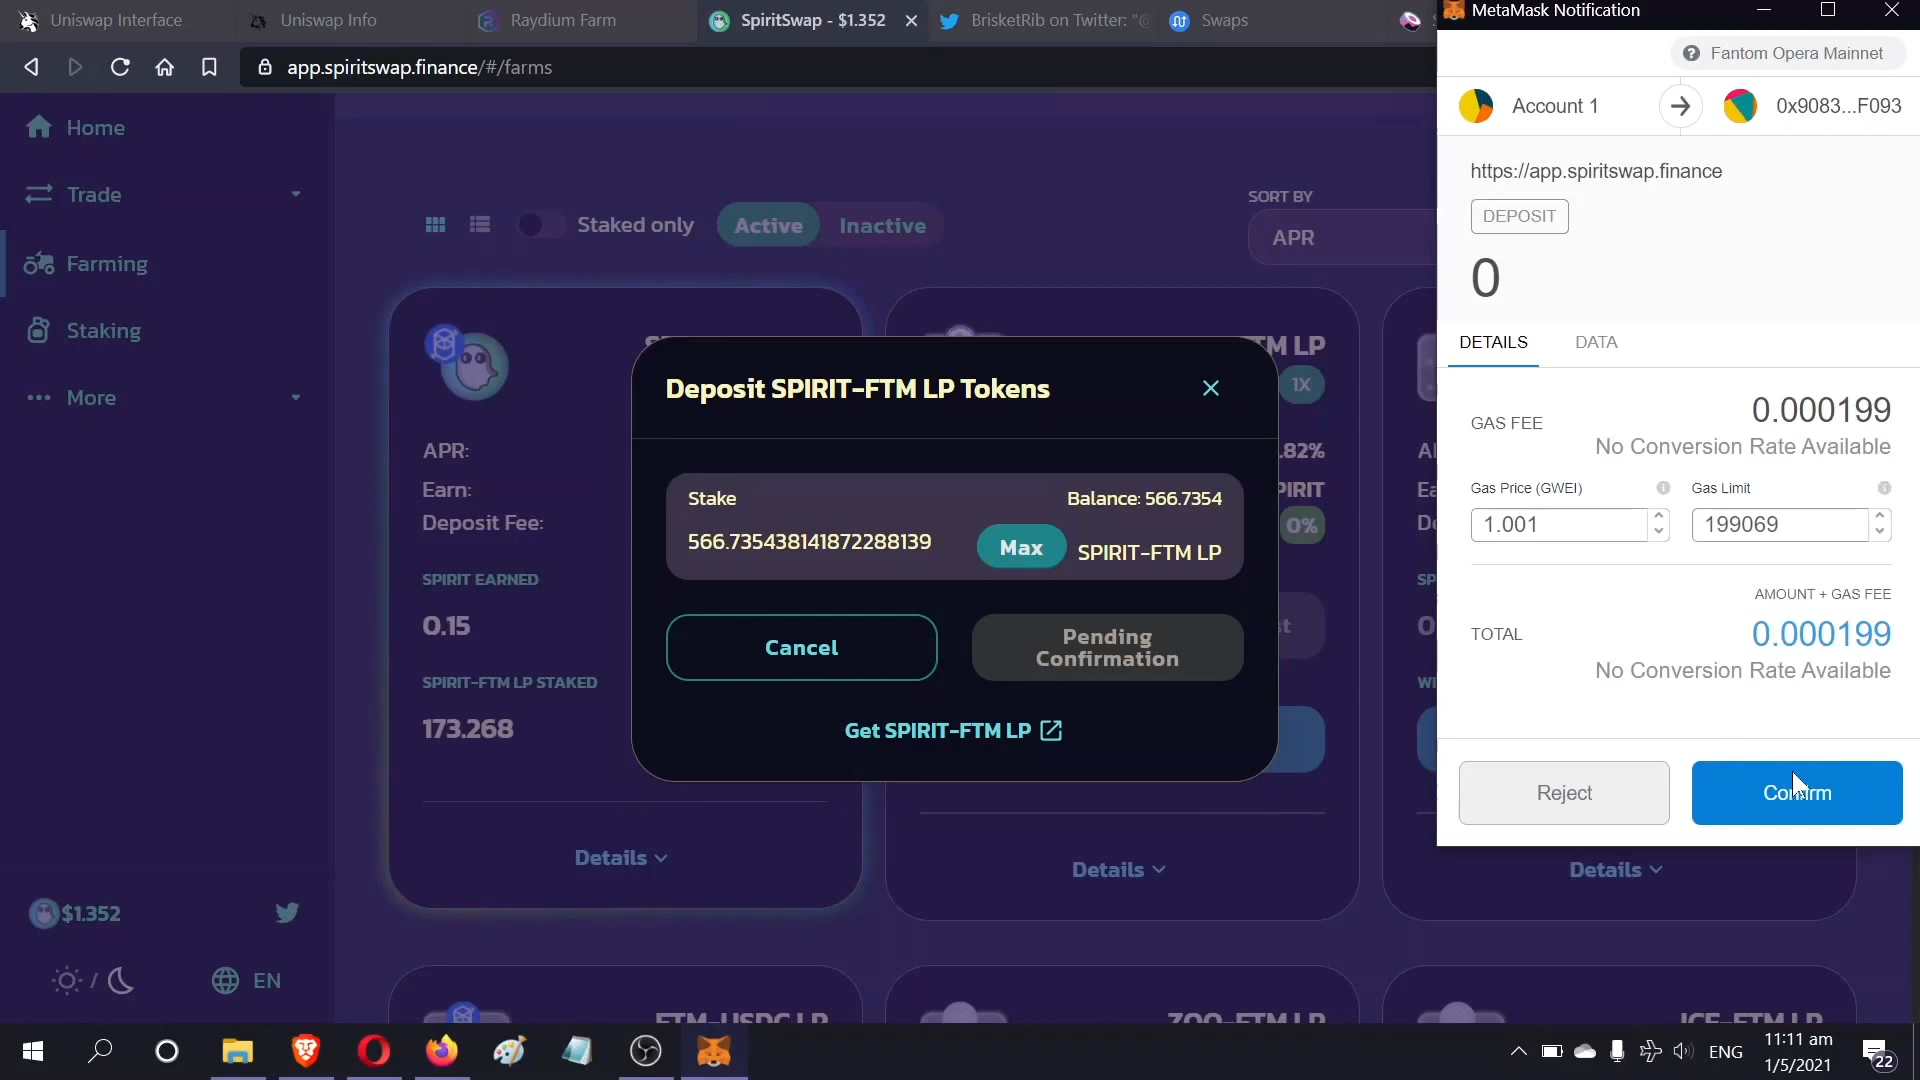 Uniswap Interface
Uniswap Info
Raydium Farm
SpiritSwap - $1.352
BrisketRib on Twitter: "@
Swaps
app.spiritswap.finance/#/farms
Home
Trade
Farming
Staking
More
$1.352
/
EN
Staked only
Active
Inactive
SORT BY
APR
APR:
Earn:
Deposit Fee:
SPIRIT EARNED
0.15
SPIRIT-FTM LP STAKED
173.268
Details
TM LP
1X
.82%
PIRIT
0%
Details
Details
Deposit SPIRIT-FTM LP Tokens
Stake
Balance: 566.7354
566.735438141872288139
Max
SPIRIT-FTM LP
Cancel
Pending
Confirmation
Get SPIRIT-FTM LP
FTM-USDC LP
ZOO-FTM LP
ICE-FTM LP
MetaMask Notification
Fantom Opera Mainnet
Account 1
0x9083...F093
https://app.spiritswap.finance
DEPOSIT
0
DETAILS
DATA
GAS FEE
0.000199
No Conversion Rate Available
Gas Price (GWEI)
Gas Limit
1.001
199069
AMOUNT + GAS FEE
TOTAL
0.000199
No Conversion Rate Available
Reject
Confirm
ENG
11:11 am
1/5/2021
22